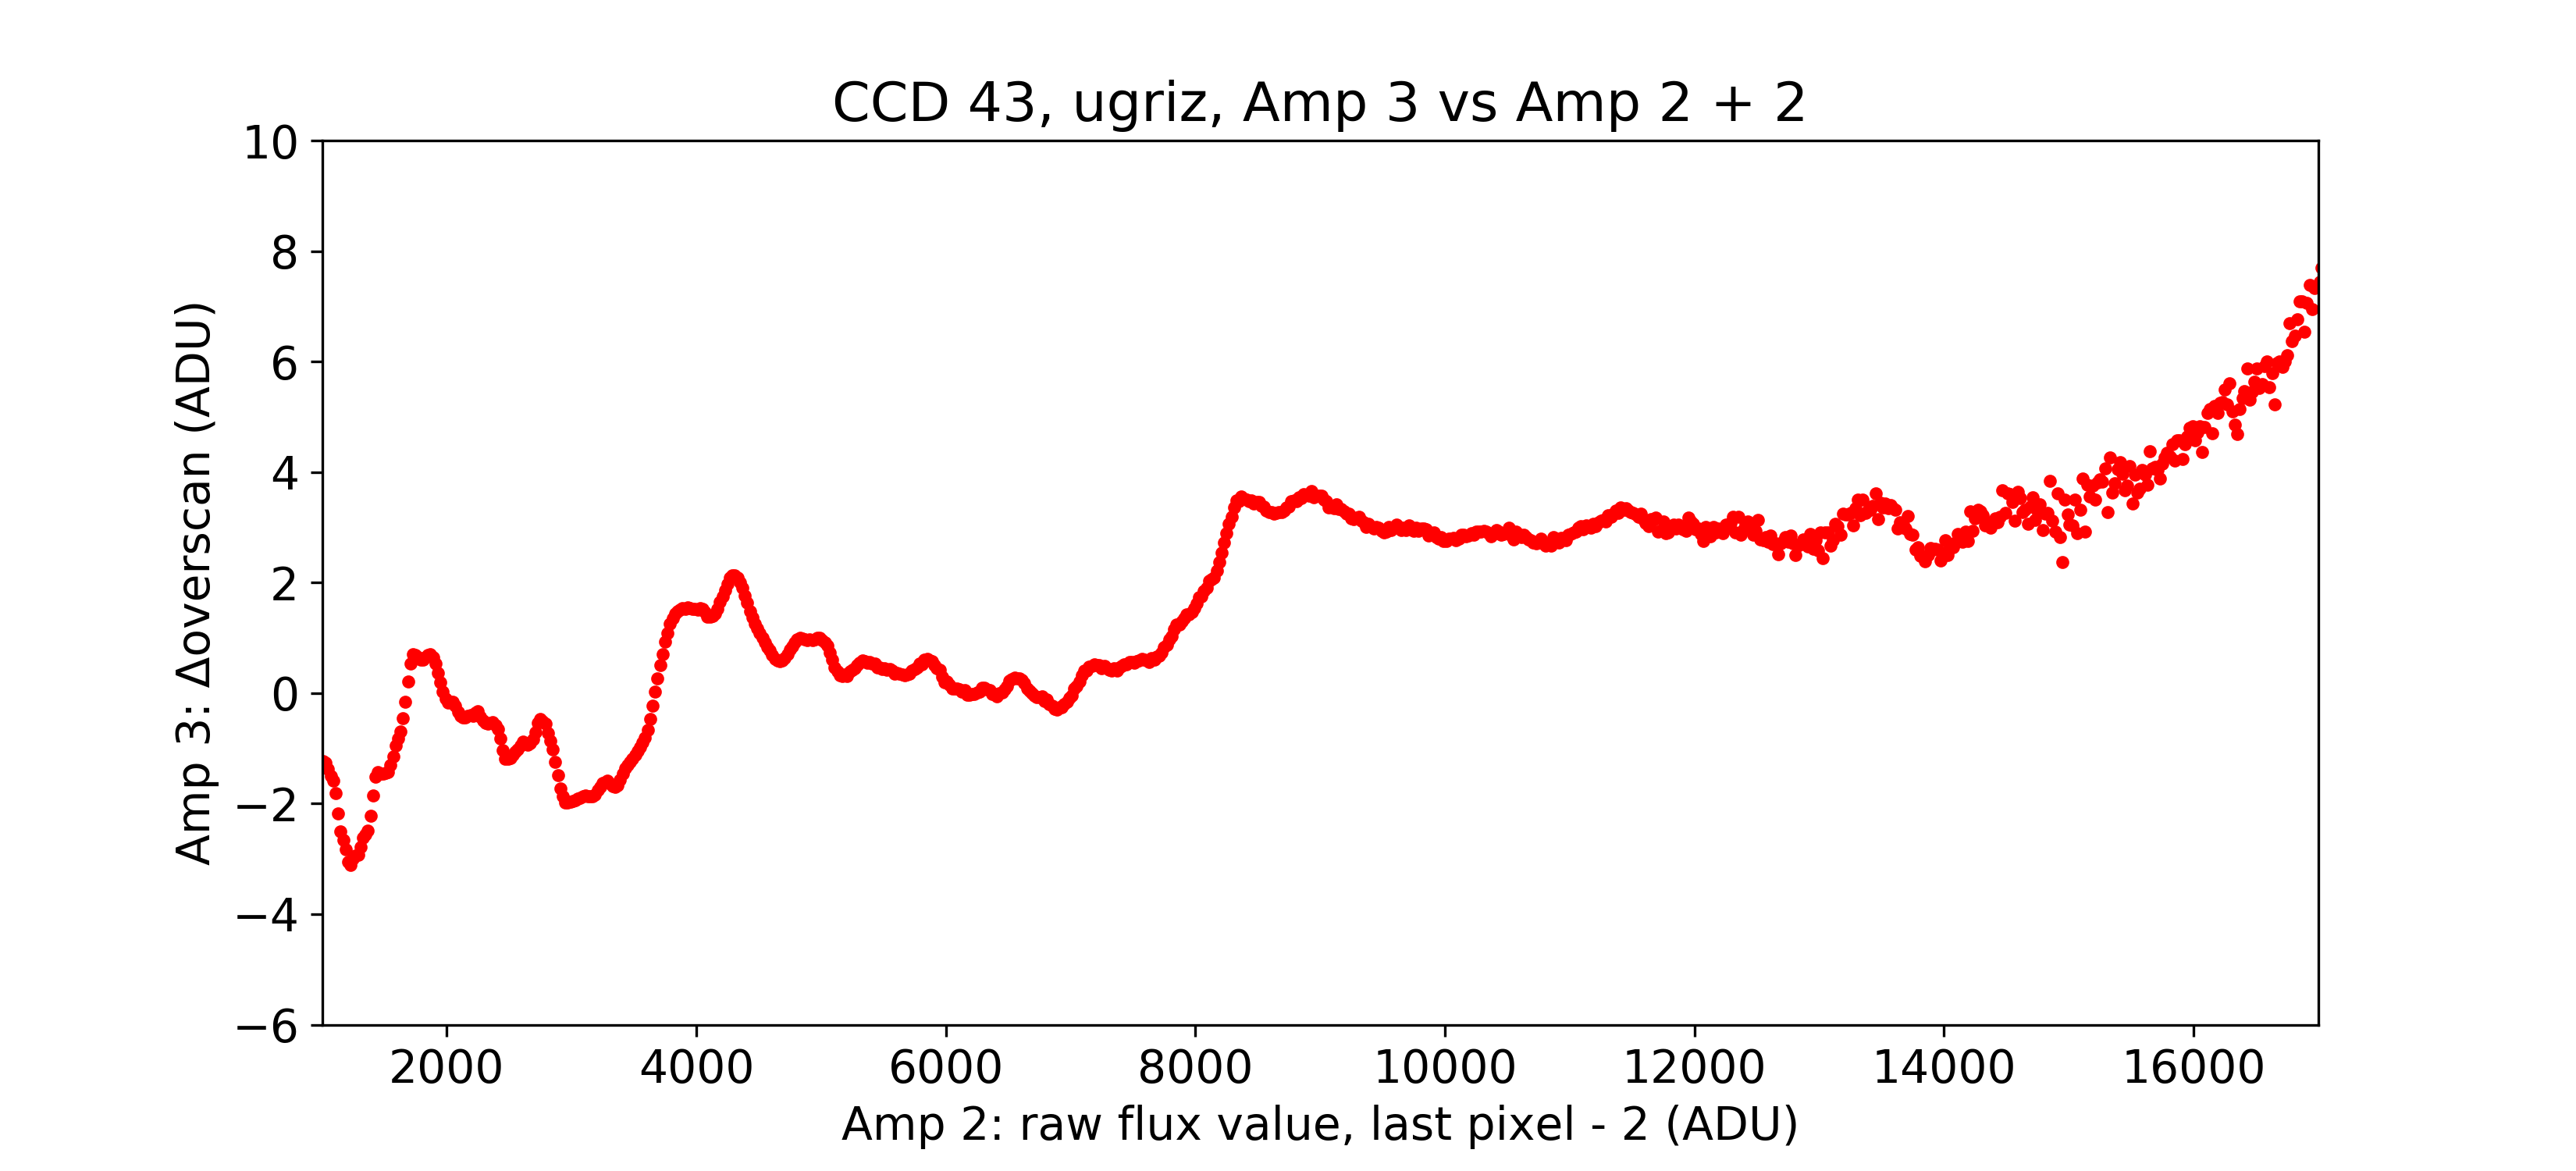 CCD 43, ugriz, Amp 3 vs Amp 2 + 2
10
8
6
4
2
0
−2
−4
−6
Amp 3: Δoverscan (ADU)
2000 4000 6000 8000 10000 12000 14000 16000
Amp 2: raw flux value, last pixel - 2 (ADU)